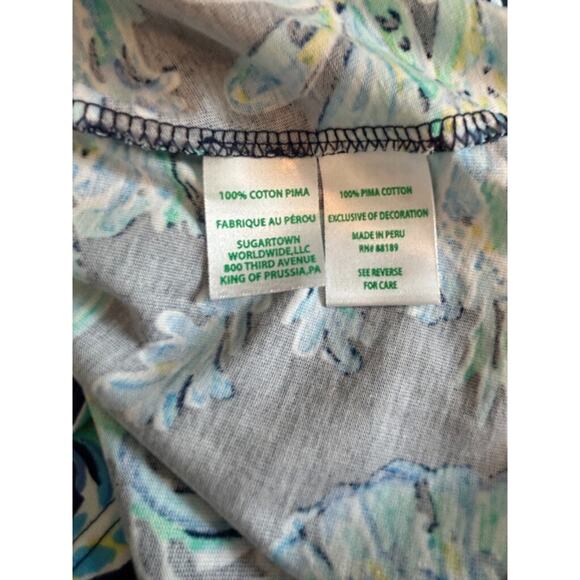 100% COTON PIMA
FABRIQUE AU PÉROU
SUGARTOWN
WORLDWIDE,LLC
800 THIRD AVENUE
KING OF PRUSSIA,PA
100% PIMA COTTON
EXCLUSIVE OF DECORATION
MADE IN PERU
RN# 88189
SEE REVERSE
FOR CARE